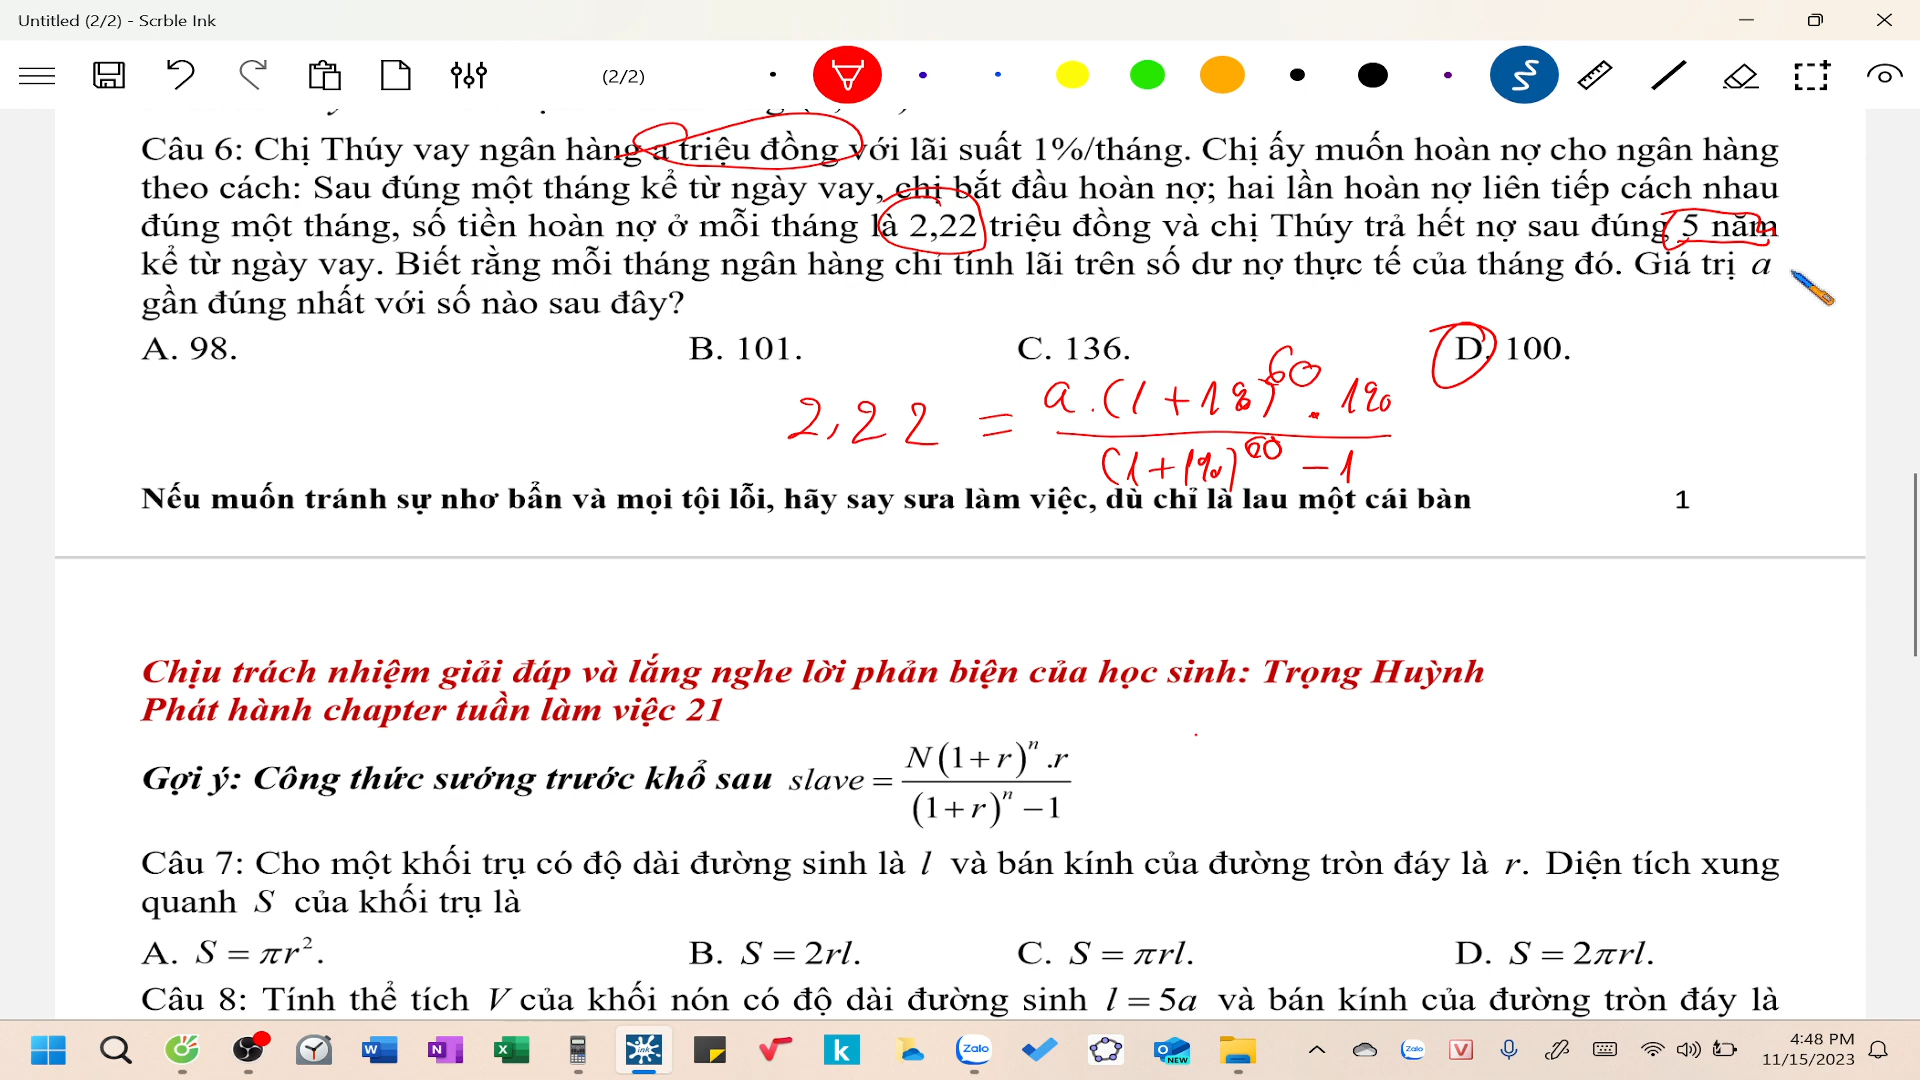 Untitled (2/2) - Scrble Ink
(2/2)
Câu 6: Chị Thúy vay ngân hàng a triệu đồng với lãi suất 1%/tháng. Chị ấy muốn hoàn nợ cho ngân hàng
theo cách: Sau đúng một tháng kể từ ngày vay, chị bắt đầu hoàn nợ; hai lần hoàn nợ liên tiếp cách nhau
đúng một tháng, số tiền hoàn nợ ở mỗi tháng là 2,22 triệu đồng và chị Thúy trả hết nợ sau đúng 5 năm
kể từ ngày vay. Biết rằng mỗi tháng ngân hàng chỉ tính lãi trên số dư nợ thực tế của tháng đó. Giá trị a
gần đúng nhất với số nào sau đây?
A. 98. B. 101. C. 136. D. 100.
2,22 = a.(1+1%)^60 . 1% / (1+1%)^60 - 1
Nếu muốn tránh sự nhơ bẩn và mọi tội lỗi, hãy say sưa làm việc, dù chỉ là lau một cái bàn 1
Chịu trách nhiệm giải đáp và lắng nghe lời phản biện của học sinh: Trọng Huỳnh
Phát hành chapter tuần làm việc 21
Gợi ý: Công thức sướng trước khổ sau slave = N(1+r)^n .r / (1+r)^n − 1
Câu 7: Cho một khối trụ có độ dài đường sinh là l và bán kính của đường tròn đáy là r. Diện tích xung
quanh S của khối trụ là
A. S = πr². B. S = 2rl. C. S = πrl. D. S = 2πrl.
Câu 8: Tính thể tích V của khối nón có độ dài đường sinh l = 5a và bán kính của đường tròn đáy là
4:48 PM
11/15/2023